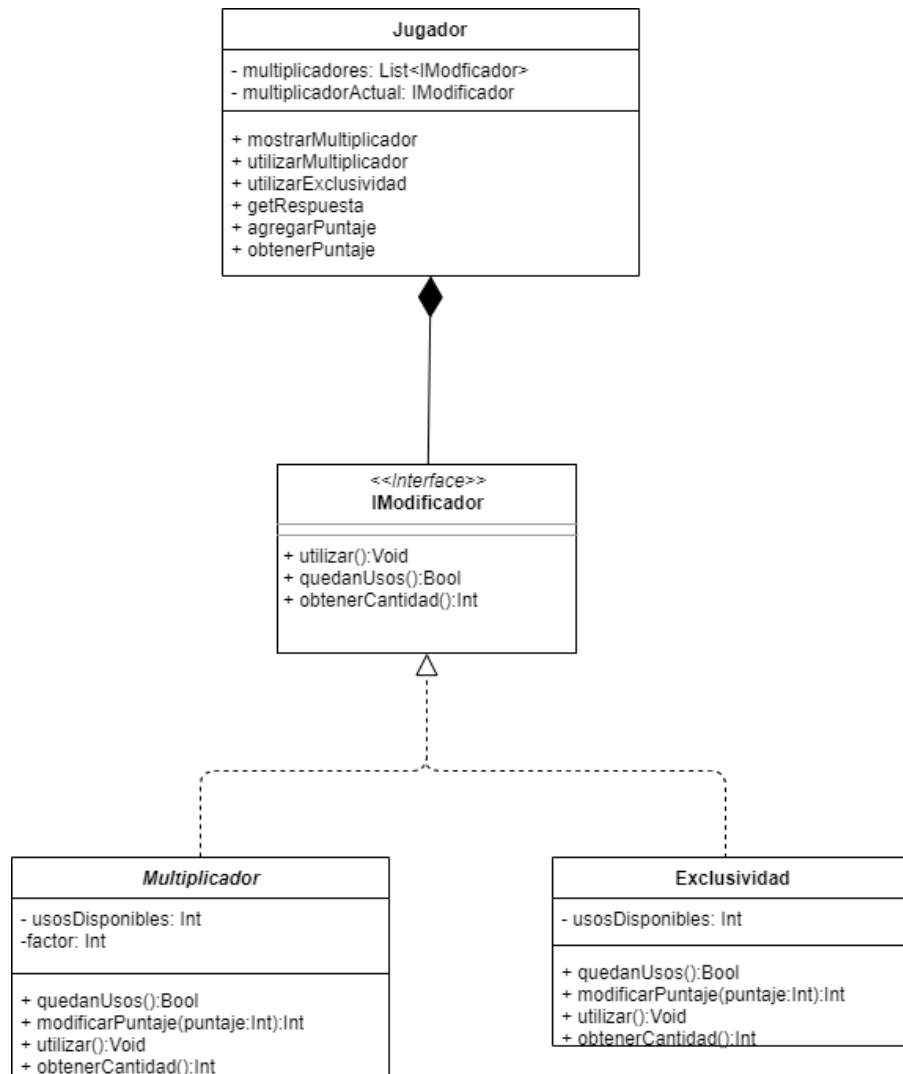 Jugador
- multiplicadores: List<IModficador>
- multiplicadorActual: IModificador
+ mostrarMultiplicador
+ utilizarMultiplicador
+ utilizarExclusividad
+ getRespuesta
+ agregarPuntaje
+ obtenerPuntaje
<<Interface>>
IModificador
+ utilizar():Void
+ quedanUsos():Bool
+ obtenerCantidad():Int
Multiplicador
- usosDisponibles: Int
-factor: Int
+ quedanUsos():Bool
+ modificarPuntaje(puntaje:Int):Int
+ utilizar():Void
+ obtenerCantidad():Int
Exclusividad
- usosDisponibles: Int
+ quedanUsos():Bool
+ modificarPuntaje(puntaje:Int):Int
+ utilizar():Void
+ obtenerCantidad():Int